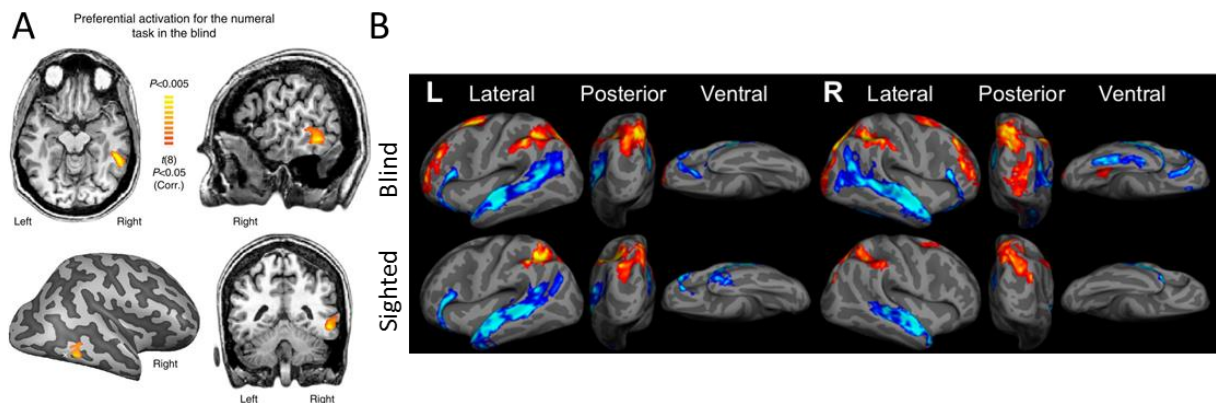 A
Preferential activation for the numeral
task in the blind
P<0.005
t(8)
P<0.05
(Corr.)
Left
Right
Right
Left
Right
B
L
Lateral
Posterior
Ventral
R
Lateral
Posterior
Ventral
Blind
Sighted